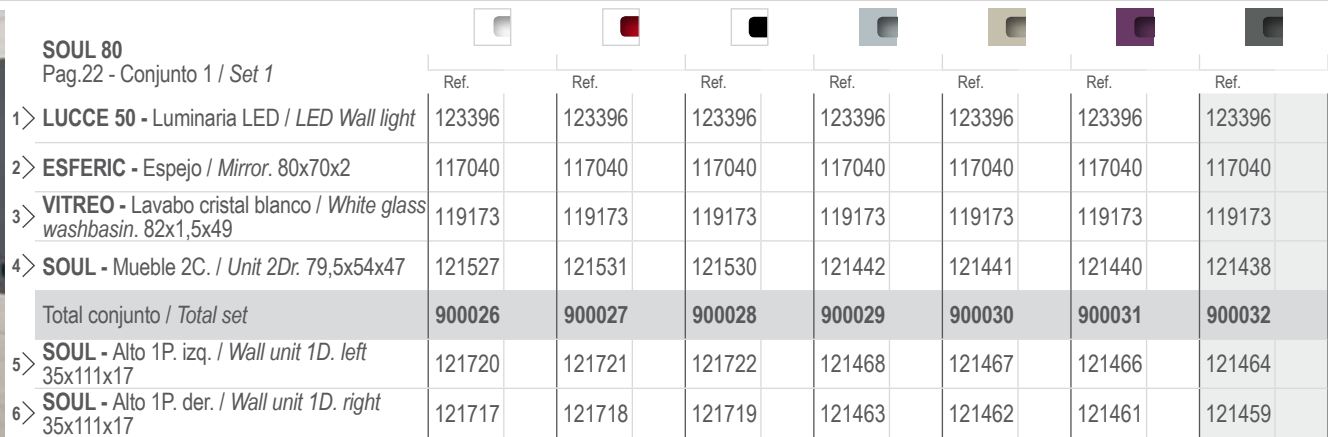 SOUL 80
Pag.22 - Conjunto 1 / Set 1
Ref. Ref. Ref. Ref. Ref. Ref. Ref.
1 LUCCE 50 - Luminaria LED / LED Wall light 123396 123396 123396 123396 123396 123396 123396
2 ESFERIC - Espejo / Mirror. 80x70x2 117040 117040 117040 117040 117040 117040 117040
3 VITREO - Lavabo cristal blanco / White glass
washbasin. 82x1,5x49 119173 119173 119173 119173 119173 119173 119173
4 SOUL - Mueble 2C. / Unit 2Dr. 79,5x54x47 121527 121531 121530 121442 121441 121440 121438
Total conjunto / Total set 900026 900027 900028 900029 900030 900031 900032
5 SOUL - Alto 1P. izq. / Wall unit 1D. left
35x111x17 121720 121721 121722 121468 121467 121466 121464
6 SOUL - Alto 1P. der. / Wall unit 1D. right
35x111x17 121717 121718 121719 121463 121462 121461 121459